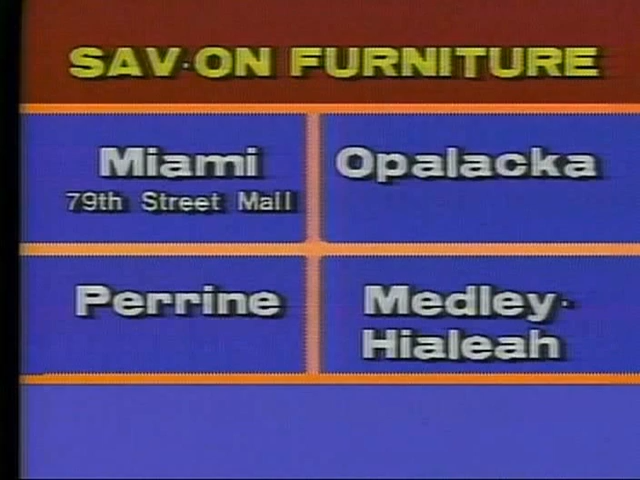 SAV·ON FURNITURE
Miami
79th Street Mall
Opalacka
Perrine
Medley·
Hialeah